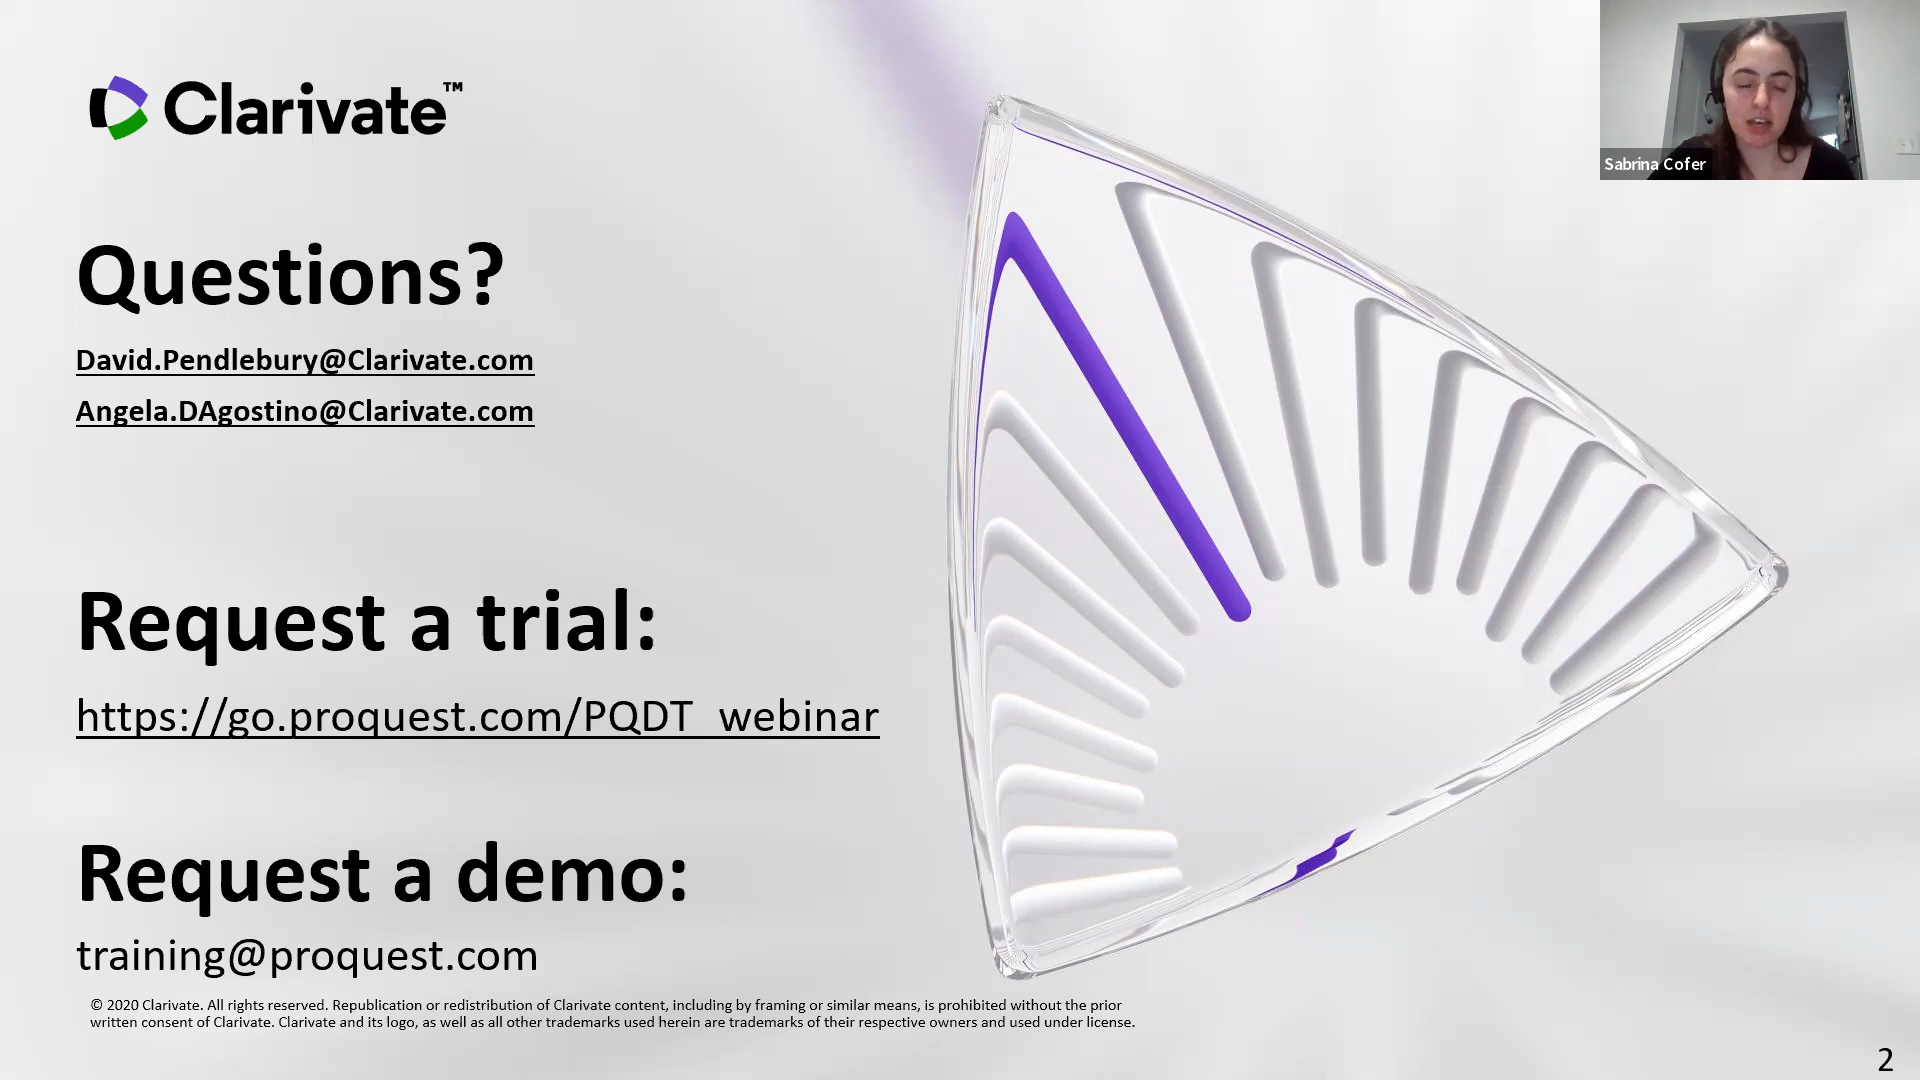 Clarivate™
Sabrina Cofer
Questions?
David.Pendlebury@Clarivate.com
Angela.DAgostino@Clarivate.com
Request a trial:
https://go.proquest.com/PQDT_webinar
Request a demo:
training@proquest.com
© 2020 Clarivate. All rights reserved. Republication or redistribution of Clarivate content, including by framing or similar means, is prohibited without the prior
written consent of Clarivate. Clarivate and its logo, as well as all other trademarks used herein are trademarks of their respective owners and used under license.
2